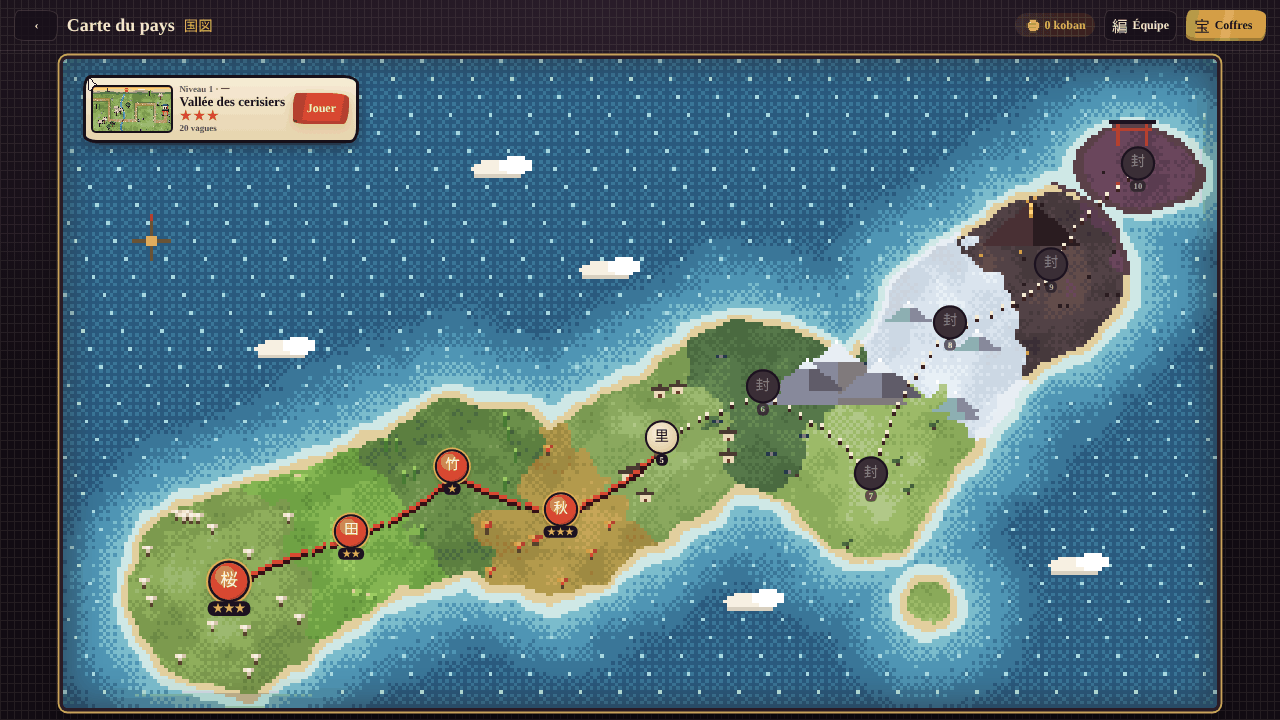 ‹ Carte du pays 国図 0 koban 編 Équipe 宝 Coffres
Niveau 1 · 一
Vallée des cerisiers
★★★
20 vagues
Jouer
封
10
封
9
封
8
封
6
里
5
竹
★
封
7
秋
★★★
田
★★
桜
★★★